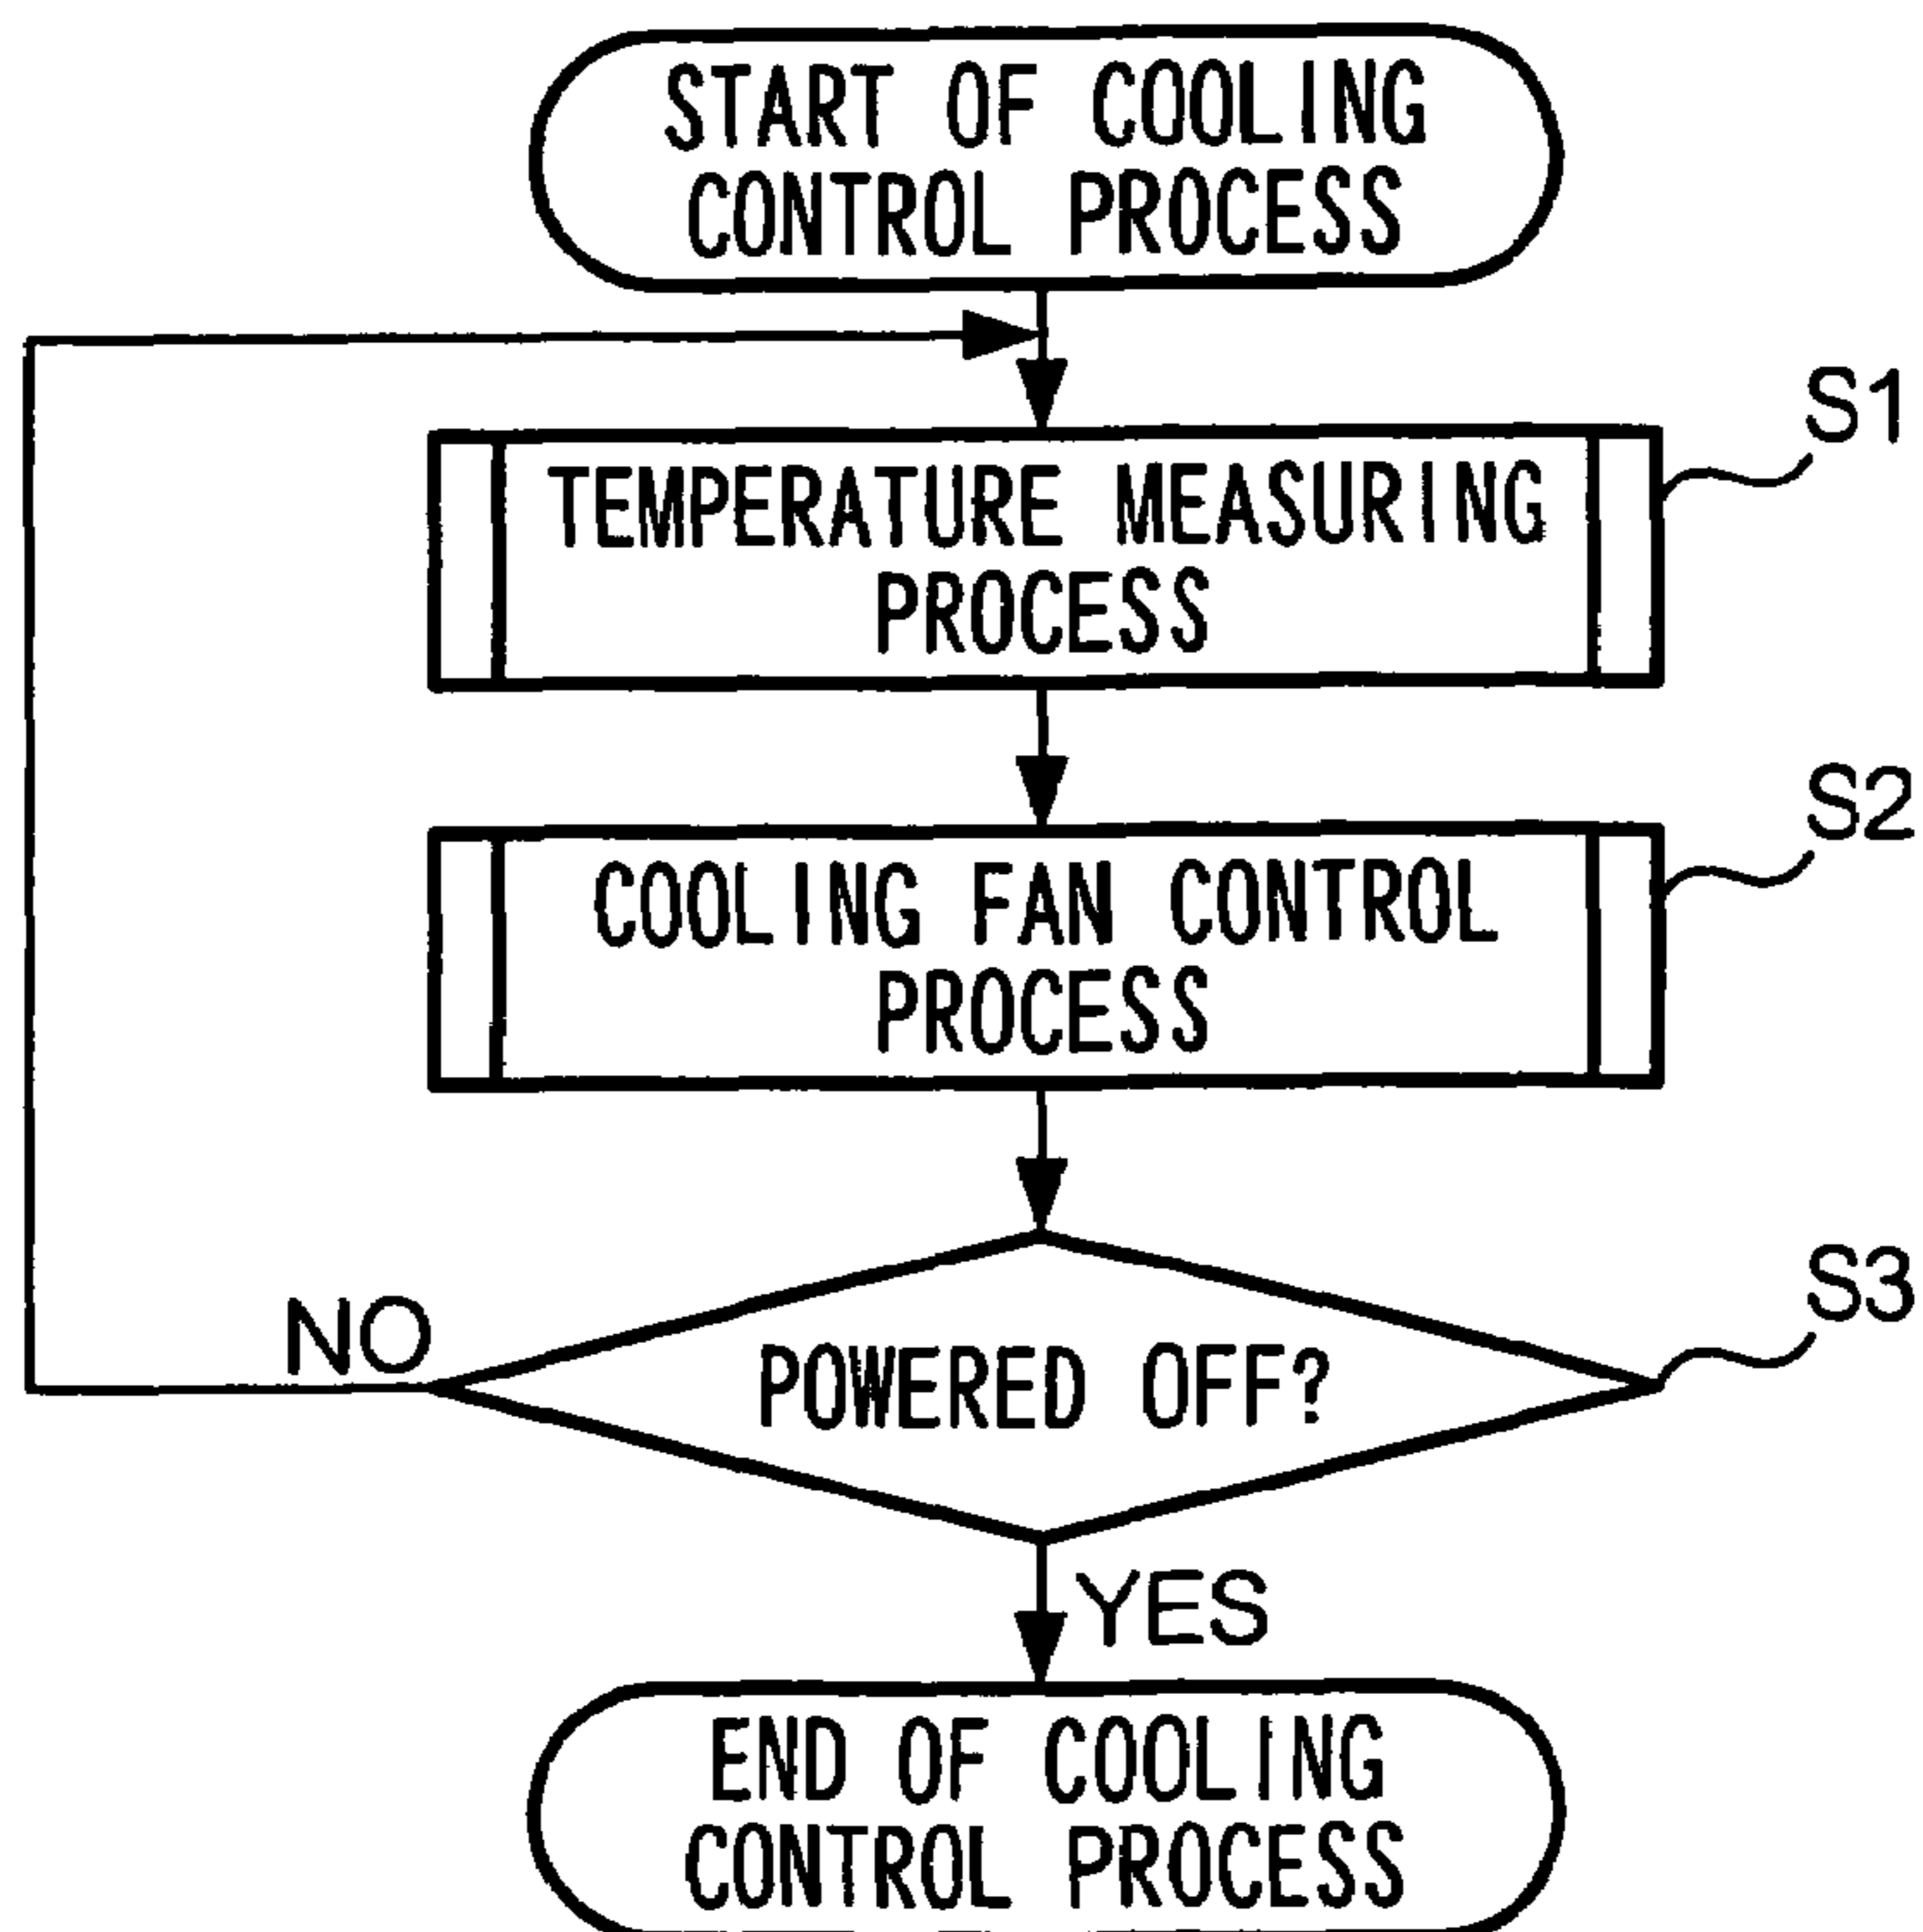 START OF COOLING
CONTROL PROCESS
S1
TEMPERATURE MEASURING
PROCESS
S2
COOLING FAN CONTROL
PROCESS
S3
NO
POWERED OFF?
YES
END OF COOLING
CONTROL PROCESS